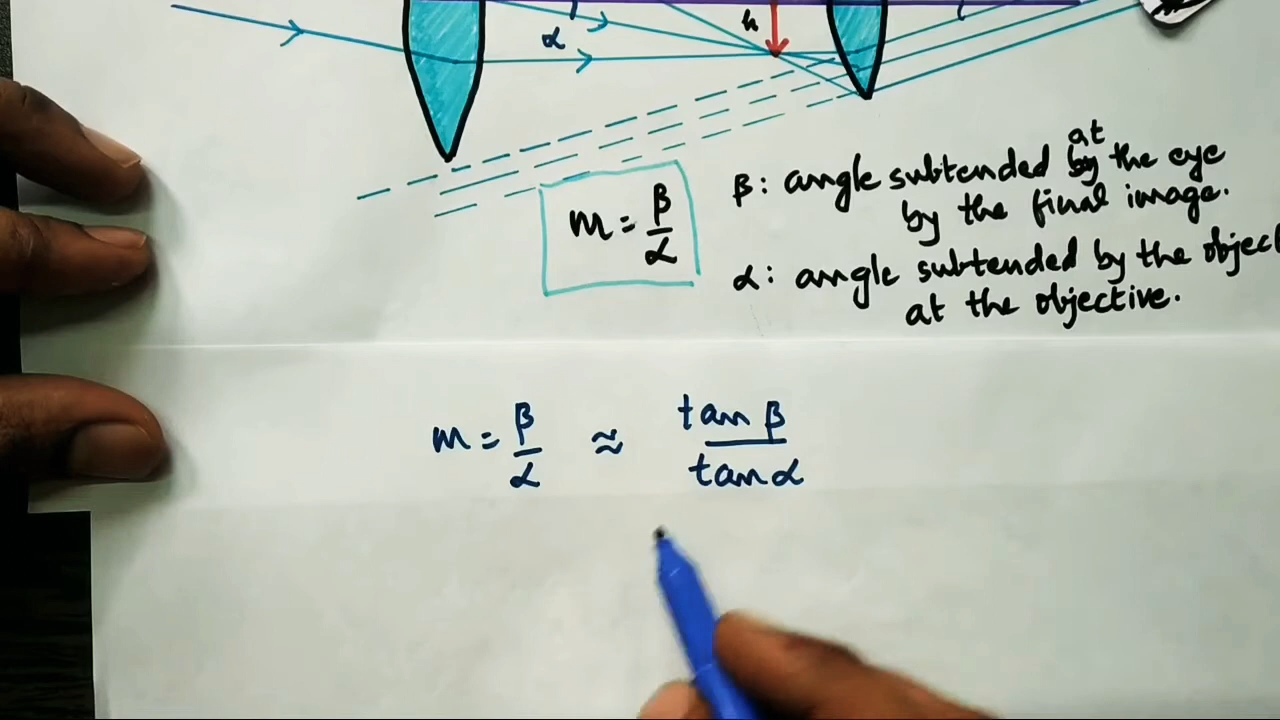 α
h
at
β: angle subtended by the eye
by the final image.
m = β/α
α: angle subtended by the object
at the objective.
m = β/α ≈ tan β/tan α